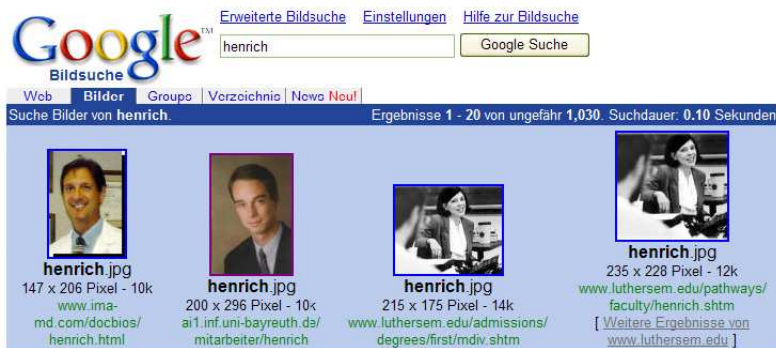 Google™
Bildsuche
Erweiterte Bildsuche Einstellungen Hilfe zur Bildsuche
henrich Google Suche
Web Bilder Groups Verzeichnis News Neu!
Suche Bilder von henrich. Ergebnisse 1 - 20 von ungefähr 1,030. Suchdauer: 0.10 Sekunden
henrich.jpg
147 x 206 Pixel - 10k
www.ima-
md.com/docbios/
henrich.html
henrich.jpg
200 x 296 Pixel - 10k
ai1.inf.uni-bayreuth.de/
mitarbeiter/henrich
henrich.jpg
215 x 175 Pixel - 14k
www.luthersem.edu/admissions/
degrees/first/mdiv.shtm
henrich.jpg
235 x 228 Pixel - 12k
www.luthersem.edu/pathways/
faculty/henrich.shtm
[ Weitere Ergebnisse von
www.luthersem.edu ]